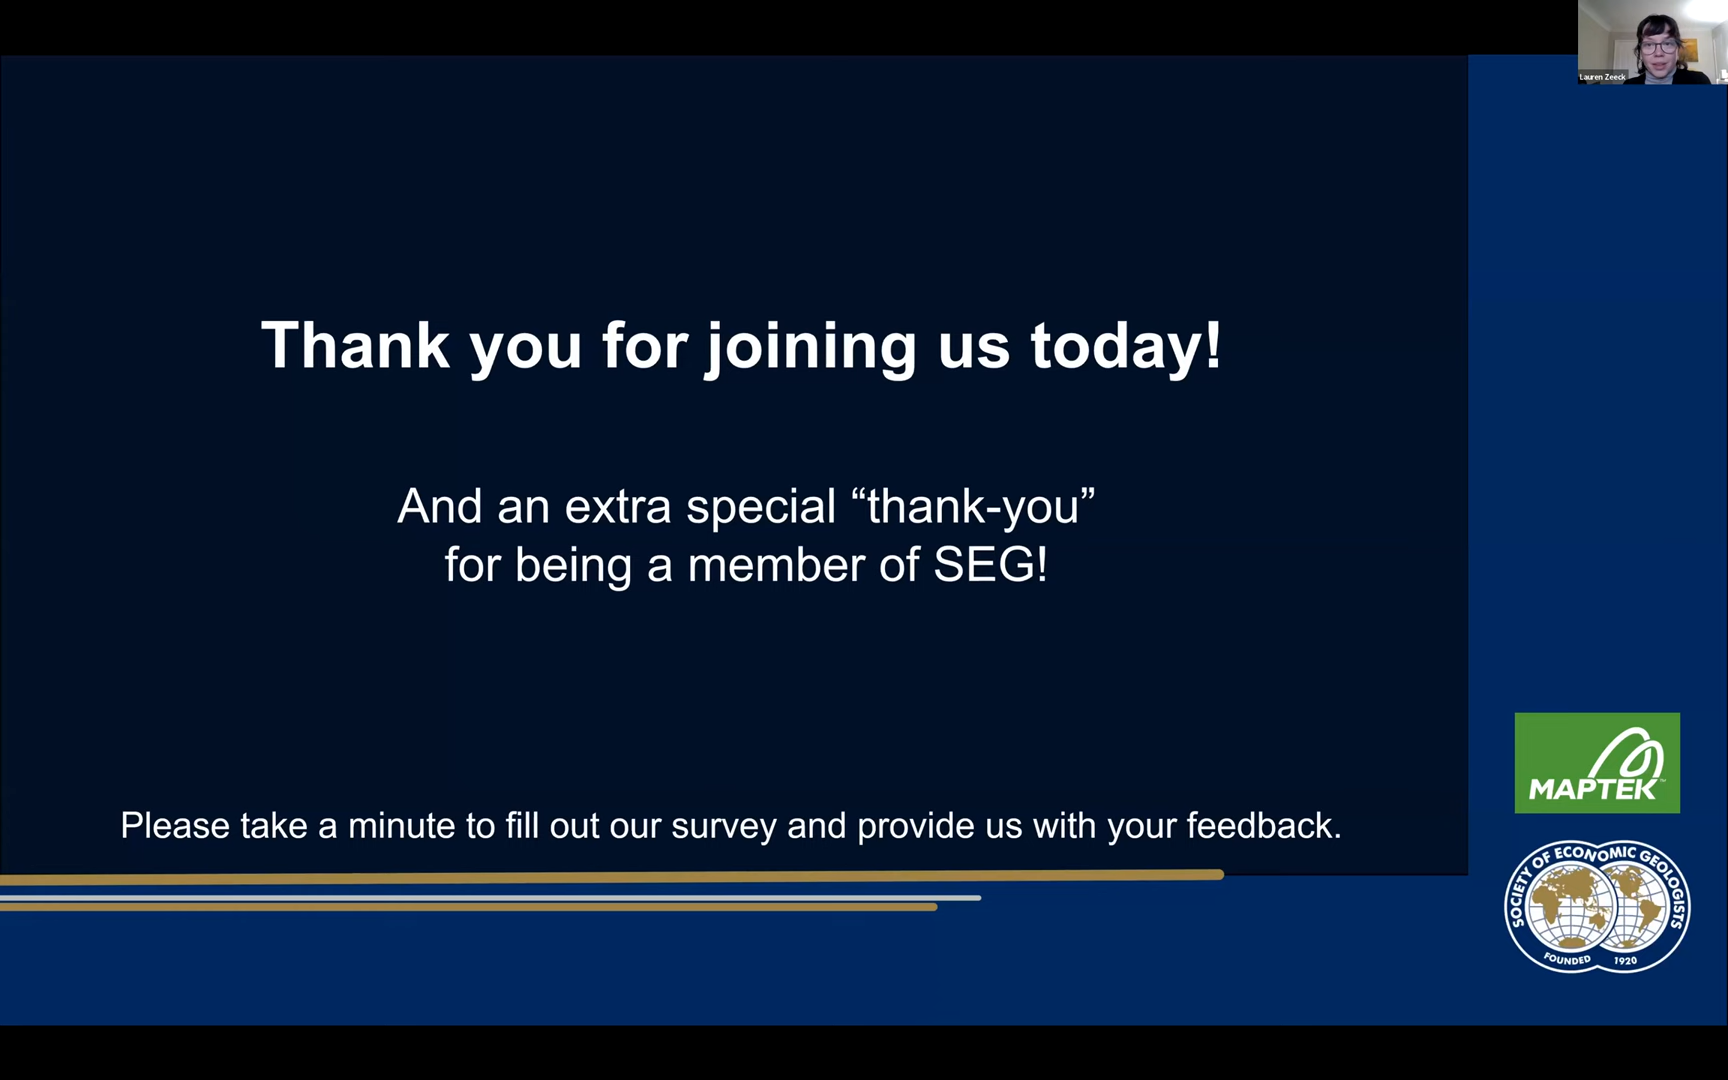 Lauren Zeeck
Thank you for joining us today!
And an extra special “thank-you”
for being a member of SEG!
MAPTEK™
Please take a minute to fill out our survey and provide us with your feedback.
SOCIETY OF ECONOMIC GEOLOGISTS
FOUNDED 1920